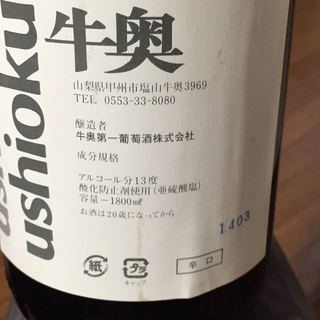 牛奥
山梨県甲州市塩山牛奥3969
TEL 0553-33-8080
醸造者
牛奥第一葡萄酒株式会社
成分規格
アルコール分13度
酸化防止剤使用（亜硫酸塩）
容量－1800㎖
お酒は20歳になってから
1403
紙
キャップ
辛口
ushioku
ushi